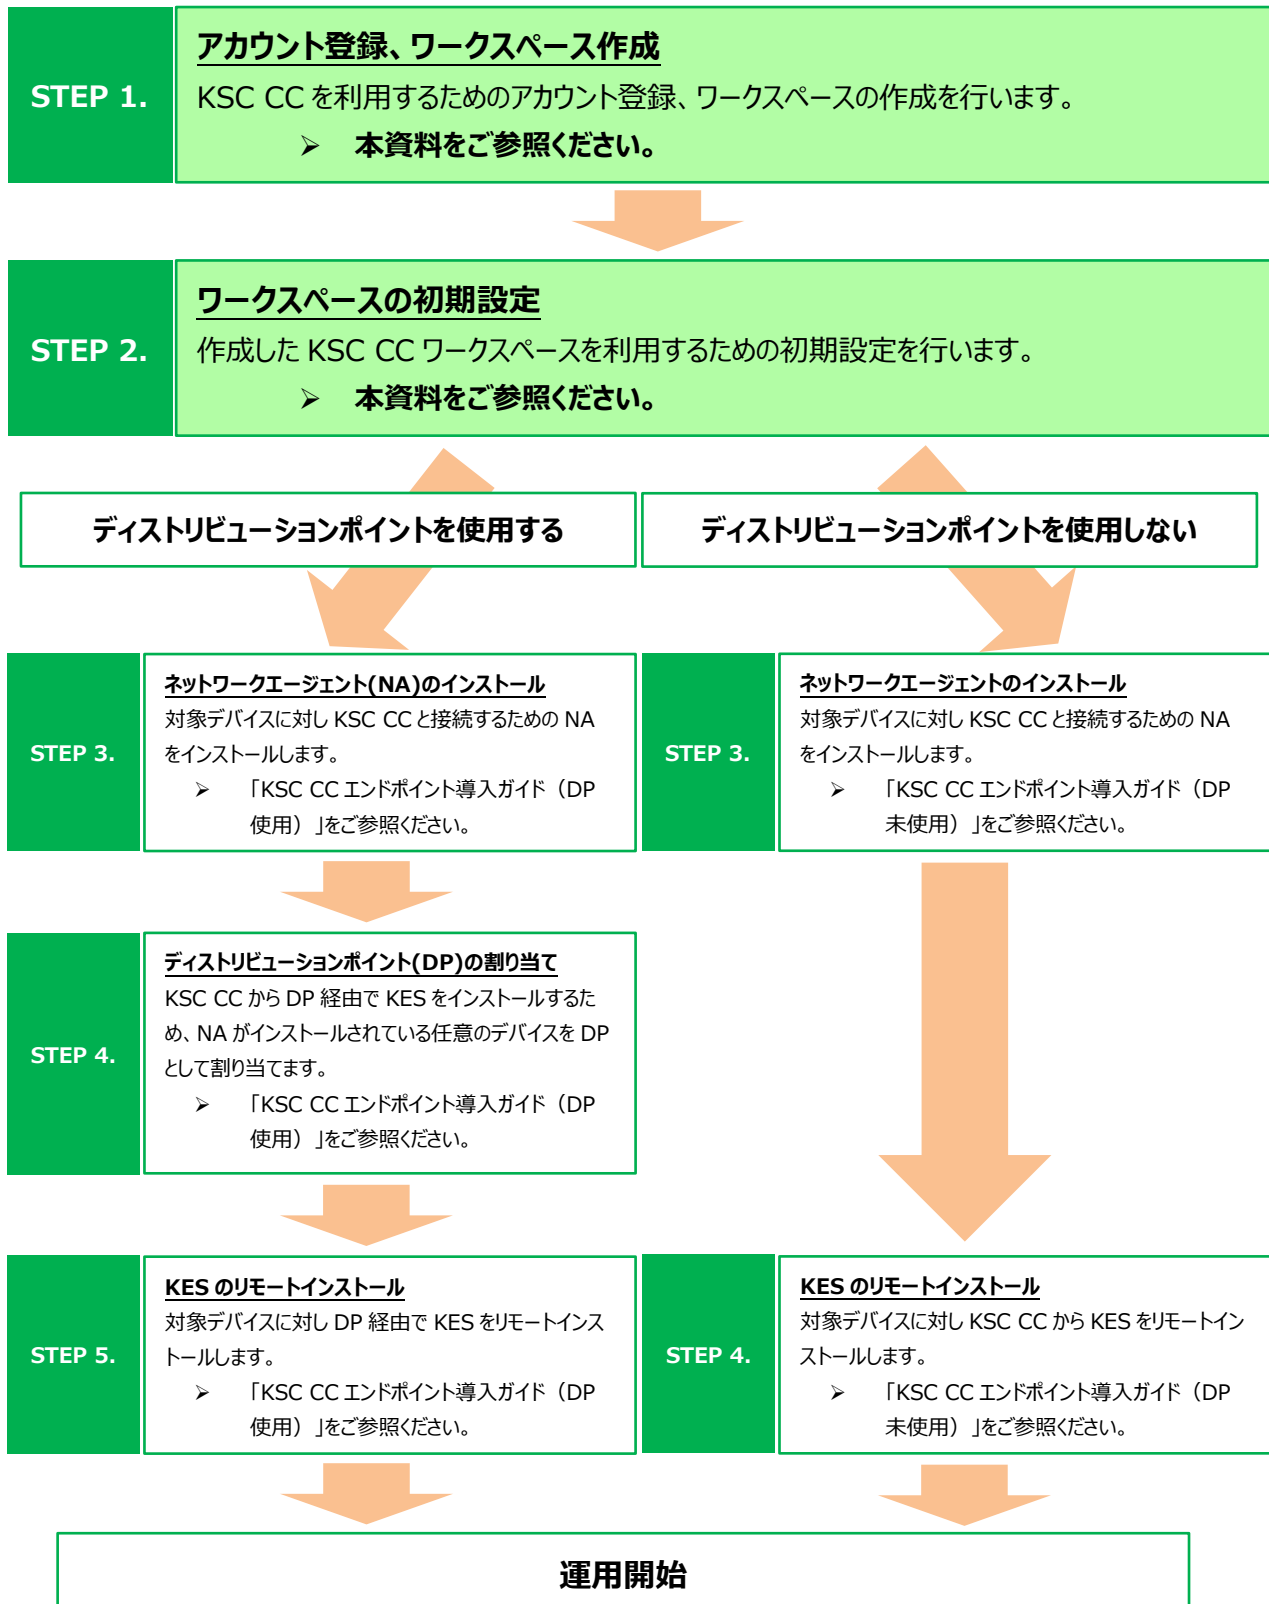 STEP 1.
アカウント登録、ワークスペース作成
KSC CC を利用するためのアカウント登録、ワークスペースの作成を行います。
➢ 本資料をご参照ください。
STEP 2.
ワークスペースの初期設定
作成した KSC CC ワークスペースを利用するための初期設定を行います。
➢ 本資料をご参照ください。
ディストリビューションポイントを使用する
ディストリビューションポイントを使用しない
STEP 3.
ネットワークエージェント(NA)のインストール
対象デバイスに対し KSC CC と接続するための NA
をインストールします。
➢ 「KSC CC エンドポイント導入ガイド（DP
使用）」をご参照ください。
STEP 3.
ネットワークエージェントのインストール
対象デバイスに対し KSC CC と接続するための NA
をインストールします。
➢ 「KSC CC エンドポイント導入ガイド（DP
未使用）」をご参照ください。
STEP 4.
ディストリビューションポイント(DP)の割り当て
KSC CC から DP 経由で KES をインストールするた
め、NA がインストールされている任意のデバイスを DP
として割り当てます。
➢ 「KSC CC エンドポイント導入ガイド（DP
使用）」をご参照ください。
STEP 5.
KES のリモートインストール
対象デバイスに対し DP 経由で KES をリモートインス
トールします。
➢ 「KSC CC エンドポイント導入ガイド（DP
使用）」をご参照ください。
STEP 4.
KES のリモートインストール
対象デバイスに対し KSC CC から KES をリモートイン
ストールします。
➢ 「KSC CC エンドポイント導入ガイド（DP
未使用）」をご参照ください。
運用開始